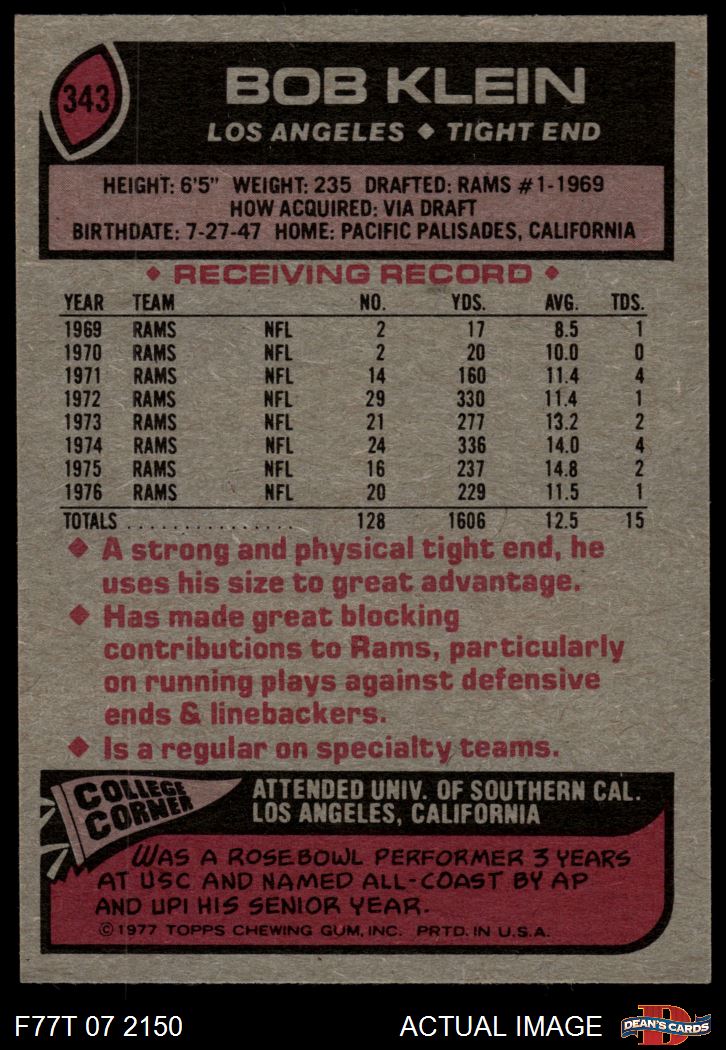 343
BOB KLEIN
LOS ANGELES ◆ TIGHT END
HEIGHT: 6'5" WEIGHT: 235 DRAFTED: RAMS #1-1969
HOW ACQUIRED: VIA DRAFT
BIRTHDATE: 7-27-47 HOME: PACIFIC PALISADES, CALIFORNIA
◆ RECEIVING RECORD ◆
YEAR TEAM NO. YDS. AVG. TDS.
1969 RAMS NFL 2 17 8.5 1
1970 RAMS NFL 2 20 10.0 0
1971 RAMS NFL 14 160 11.4 4
1972 RAMS NFL 29 330 11.4 1
1973 RAMS NFL 21 277 13.2 2
1974 RAMS NFL 24 336 14.0 4
1975 RAMS NFL 16 237 14.8 2
1976 RAMS NFL 20 229 11.5 1
TOTALS ................ 128 1606 12.5 15
◆ A strong and physical tight end, he
uses his size to great advantage.
◆ Has made great blocking
contributions to Rams, particularly
on running plays against defensive
ends & linebackers.
◆ Is a regular on specialty teams.
COLLEGE
CORNER
ATTENDED UNIV. OF SOUTHERN CAL.
LOS ANGELES, CALIFORNIA
WAS A ROSEBOWL PERFORMER 3 YEARS
AT USC AND NAMED ALL-COAST BY AP
AND UPI HIS SENIOR YEAR.
©1977 TOPPS CHEWING GUM, INC. PRTD. IN U.S.A.
F77T 07 2150 ACTUAL IMAGE
D
DEAN'S CARDS